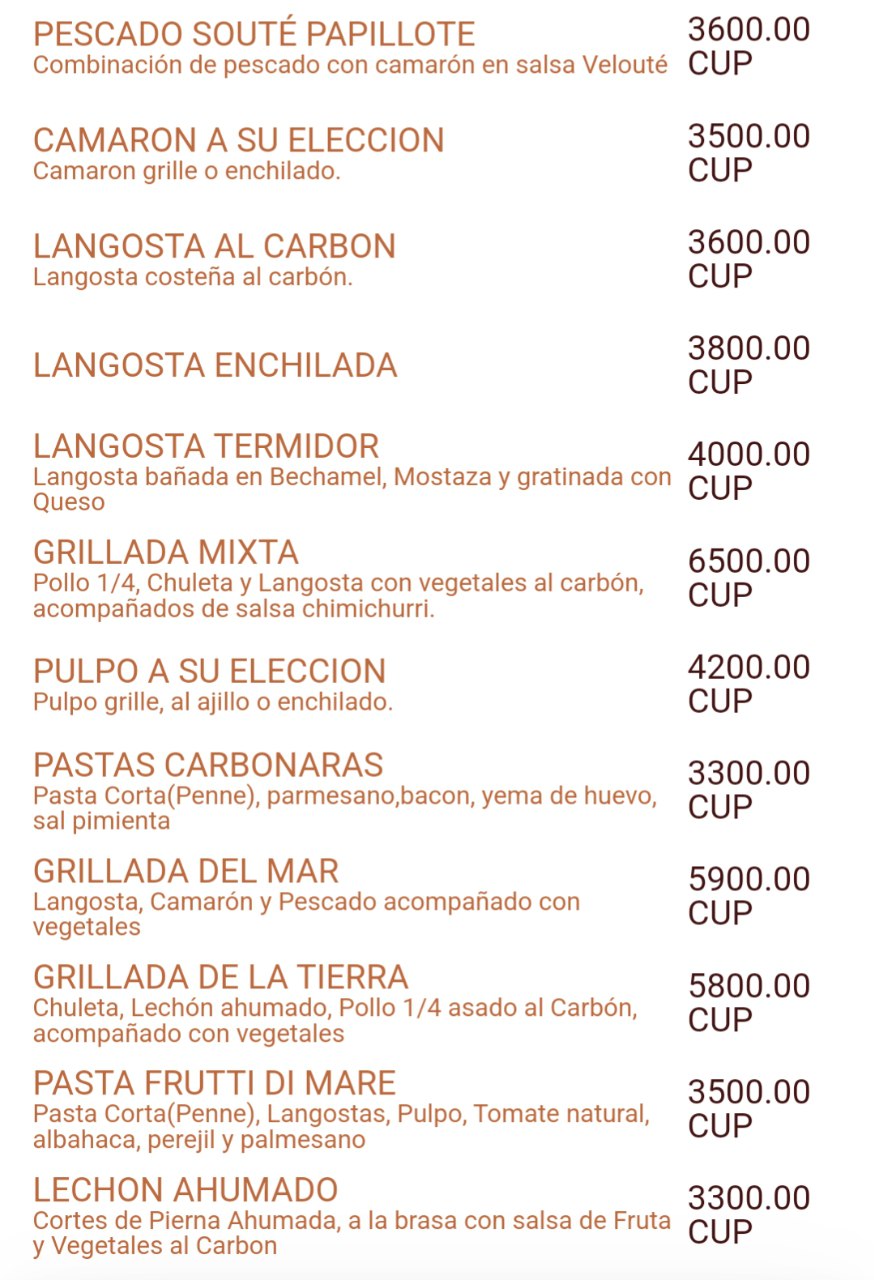 PESCADO SOUTÉ PAPILLOTE
Combinación de pescado con camarón en salsa Velouté
3600.00
CUP
CAMARON A SU ELECCION
Camaron grille o enchilado.
3500.00
CUP
LANGOSTA AL CARBON
Langosta costeña al carbón.
3600.00
CUP
LANGOSTA ENCHILADA
3800.00
CUP
LANGOSTA TERMIDOR
Langosta bañada en Bechamel, Mostaza y gratinada con
Queso
4000.00
CUP
GRILLADA MIXTA
Pollo 1/4, Chuleta y Langosta con vegetales al carbón,
acompañados de salsa chimichurri.
6500.00
CUP
PULPO A SU ELECCION
Pulpo grille, al ajillo o enchilado.
4200.00
CUP
PASTAS CARBONARAS
Pasta Corta(Penne), parmesano,bacon, yema de huevo,
sal pimienta
3300.00
CUP
GRILLADA DEL MAR
Langosta, Camarón y Pescado acompañado con
vegetales
5900.00
CUP
GRILLADA DE LA TIERRA
Chuleta, Lechón ahumado, Pollo 1/4 asado al Carbón,
acompañado con vegetales
5800.00
CUP
PASTA FRUTTI DI MARE
Pasta Corta(Penne), Langostas, Pulpo, Tomate natural,
albahaca, perejil y palmesano
3500.00
CUP
LECHON AHUMADO
Cortes de Pierna Ahumada, a la brasa con salsa de Fruta
y Vegetales al Carbon
3300.00
CUP